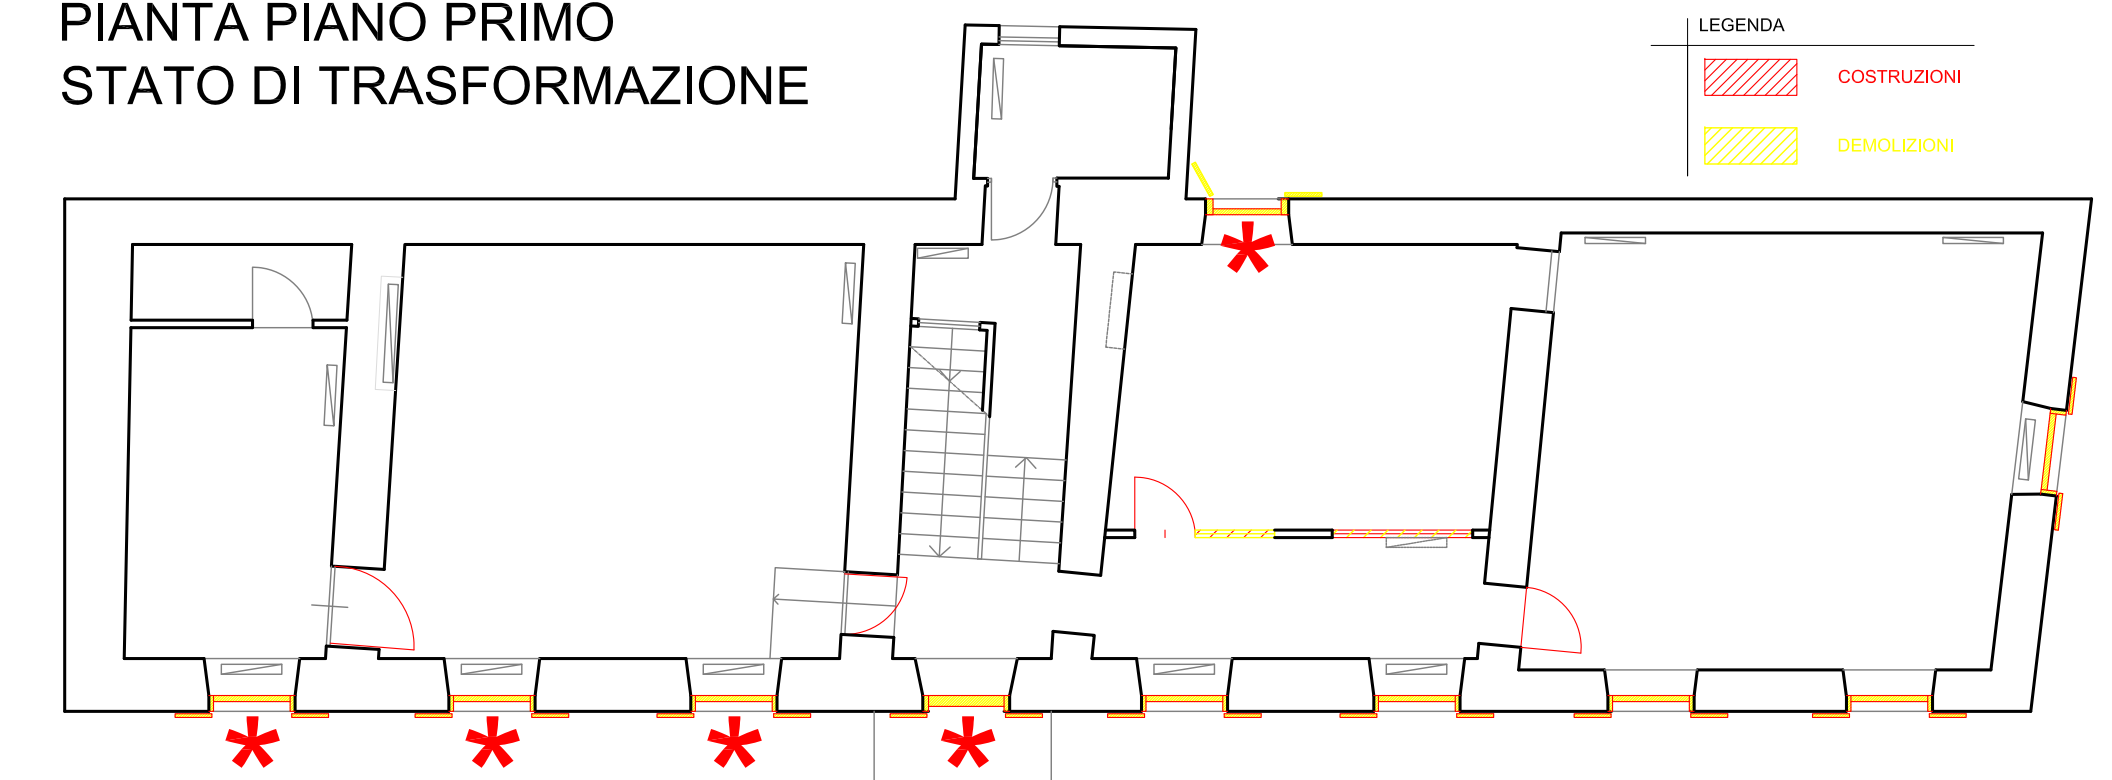 PIANTA PIANO PRIMO
STATO DI TRASFORMAZIONE
LEGENDA
COSTRUZIONI
DEMOLIZIONI
*
* * * *